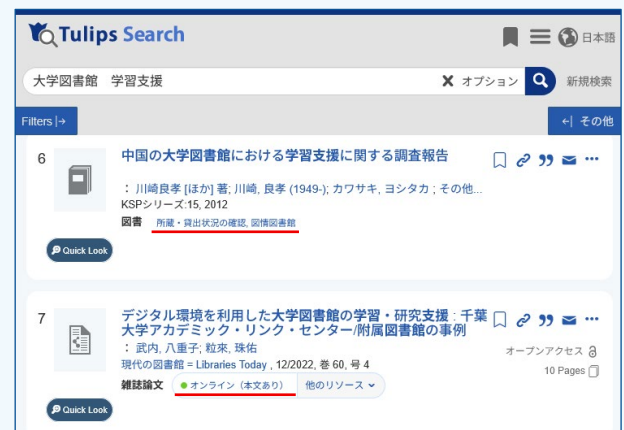 Tulips Search
日本語
大学図書館 学習支援
オプション
新規検索
Filters
その他
6
中国の大学図書館における学習支援に関する調査報告
: 川崎良孝 [ほか] 著; 川崎, 良孝 (1949-); カワサキ, ヨシタカ ; その他...
KSPシリーズ:15, 2012
図書 所蔵・貸出状況の確認, 図情図書館
Quick Look
7
デジタル環境を利用した大学図書館の学習・研究支援 : 千葉
大学アカデミック・リンク・センター/附属図書館の事例
: 武内, 八重子; 粒來, 珠佑
オープンアクセス
現代の図書館 = Libraries Today , 12/2022, 巻 60, 号 4
10 Pages
雑誌論文 オンライン(本文あり) 他のリソース
Quick Look